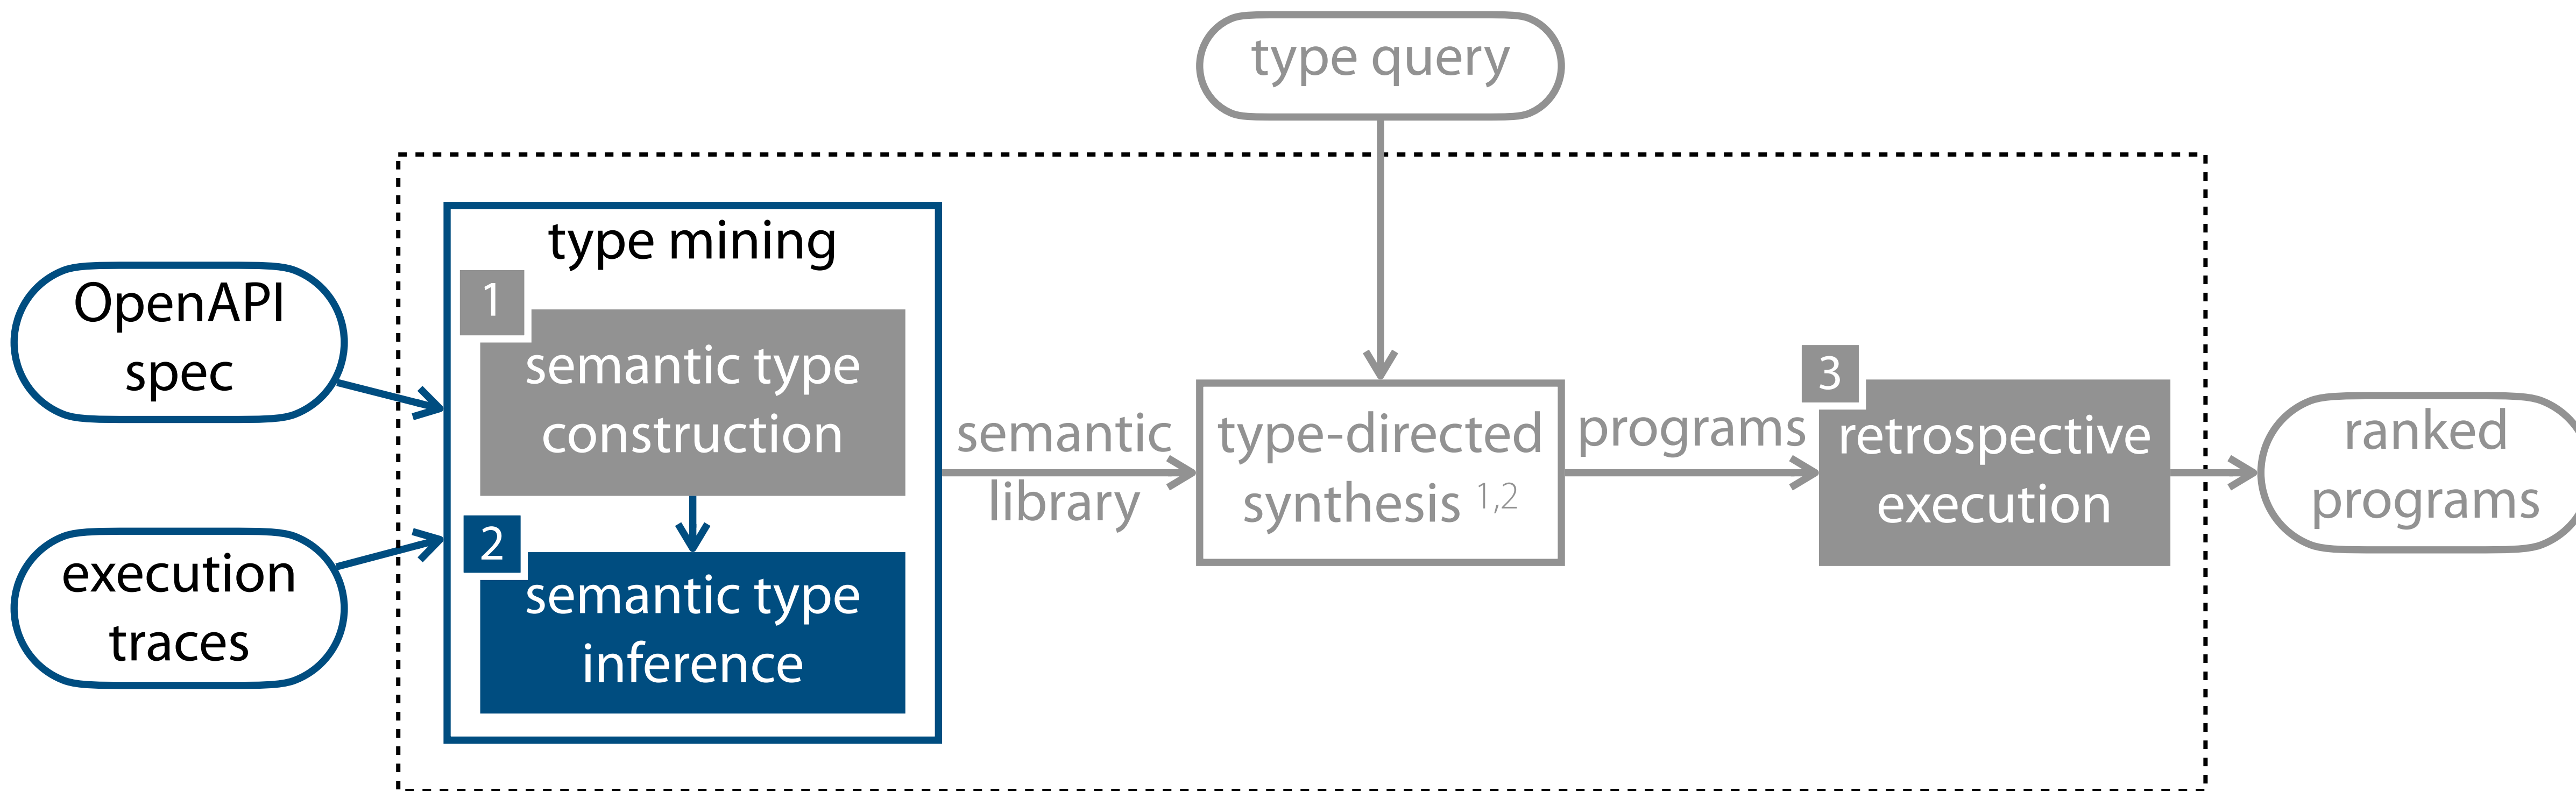 type query
type mining
OpenAPI
spec
1
semantic type
construction
execution
traces
2
semantic type
inference
semantic
library
type-directed
synthesis 1,2
programs
3
retrospective
execution
ranked
programs